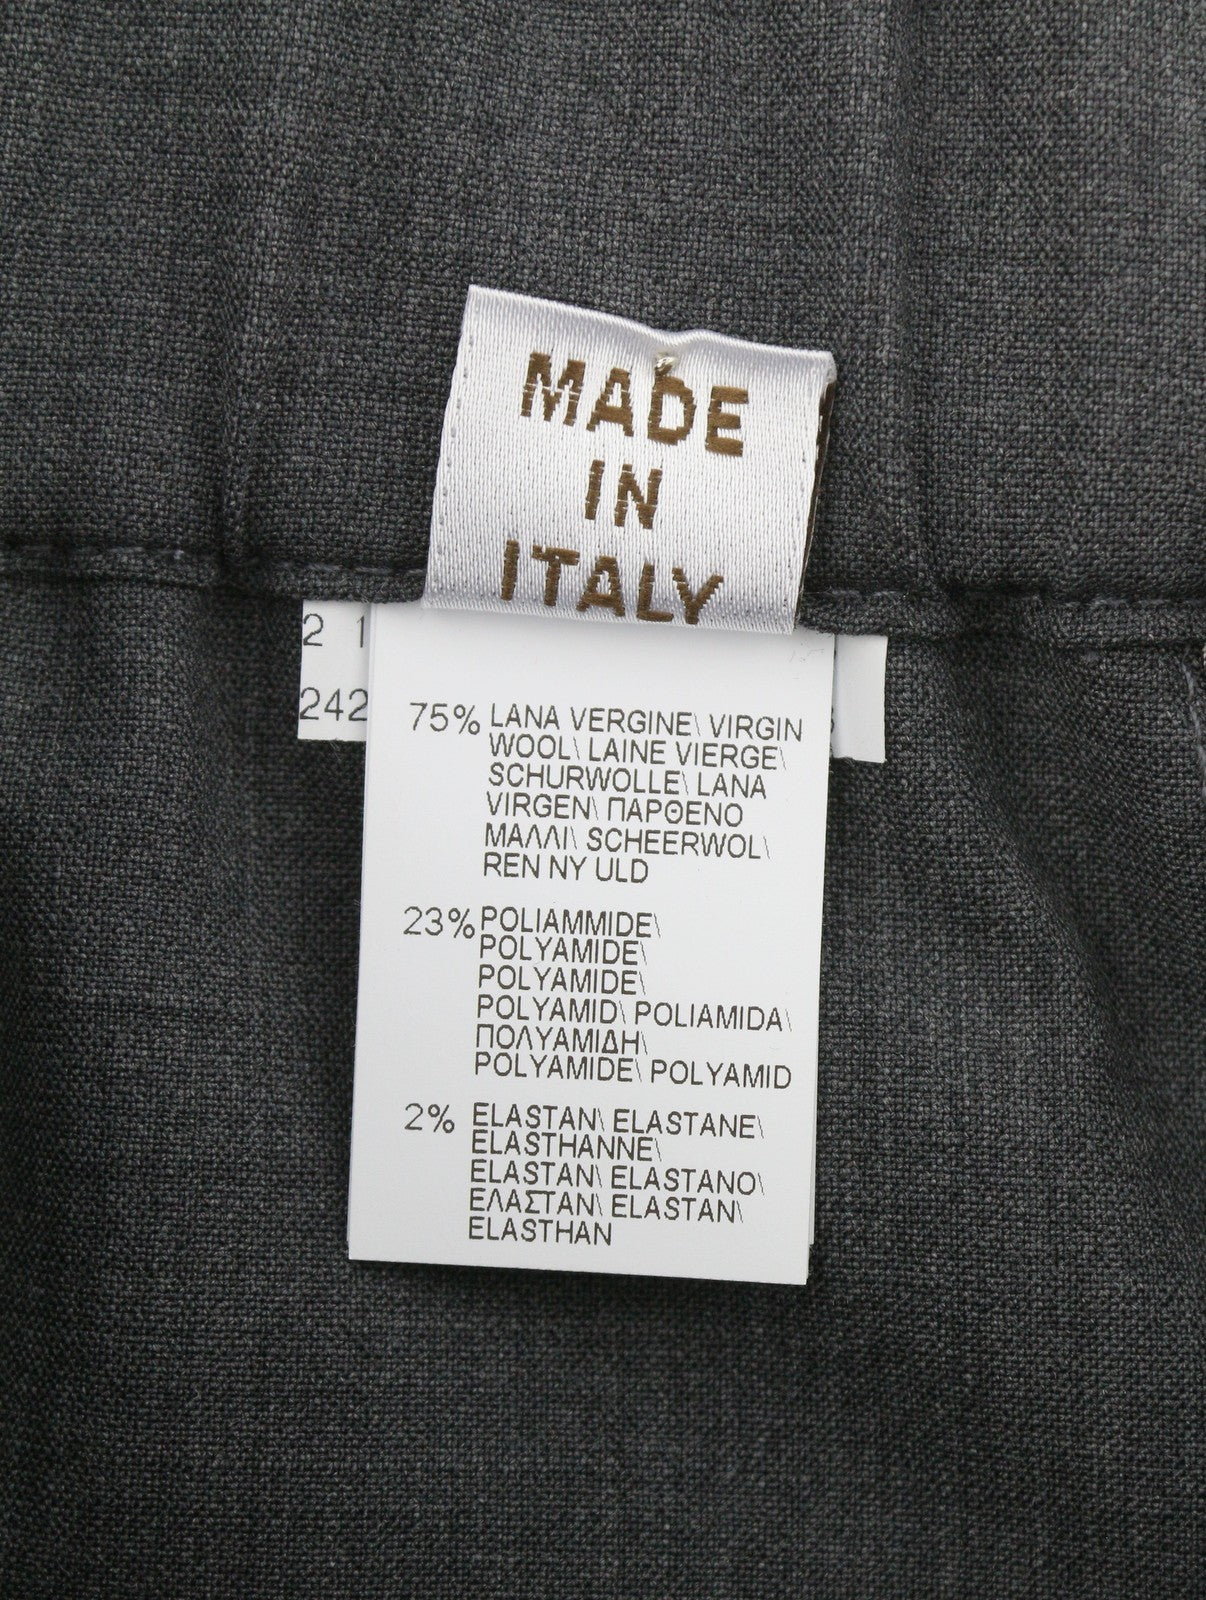 MADE
IN
ITALY
2 1
242
75% LANA VERGINE\ VIRGIN
WOOL\ LAINE VIERGE\
SCHURWOLLE\ LANA
VIRGEN\ ΠΑΡΘΕΝΟ
ΜΑΛΛΙ\ SCHEERWOL\
REN NY ULD
23% POLIAMMIDE\
POLYAMIDE\
POLYAMIDE\
POLYAMID\ POLIAMIDA\
ΠΟΛΥΑΜΙΔΗ\
POLYAMIDE\ POLYAMID
2% ELASTAN\ ELASTANE\
ELASTHANNE\
ELASTAN\ ELASTANO\
ΕΛΑΣΤΑΝ\ ELASTAN\
ELASTHAN